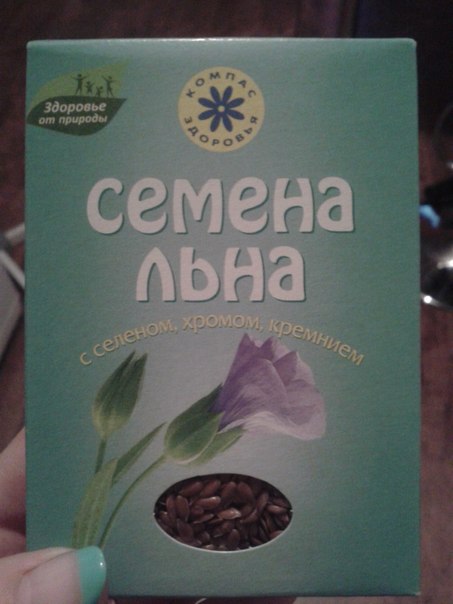 Здоровье
от природы
КОМПАС
ЗДОРОВЬЯ
семена
льна
с селеном, хромом, кремнием